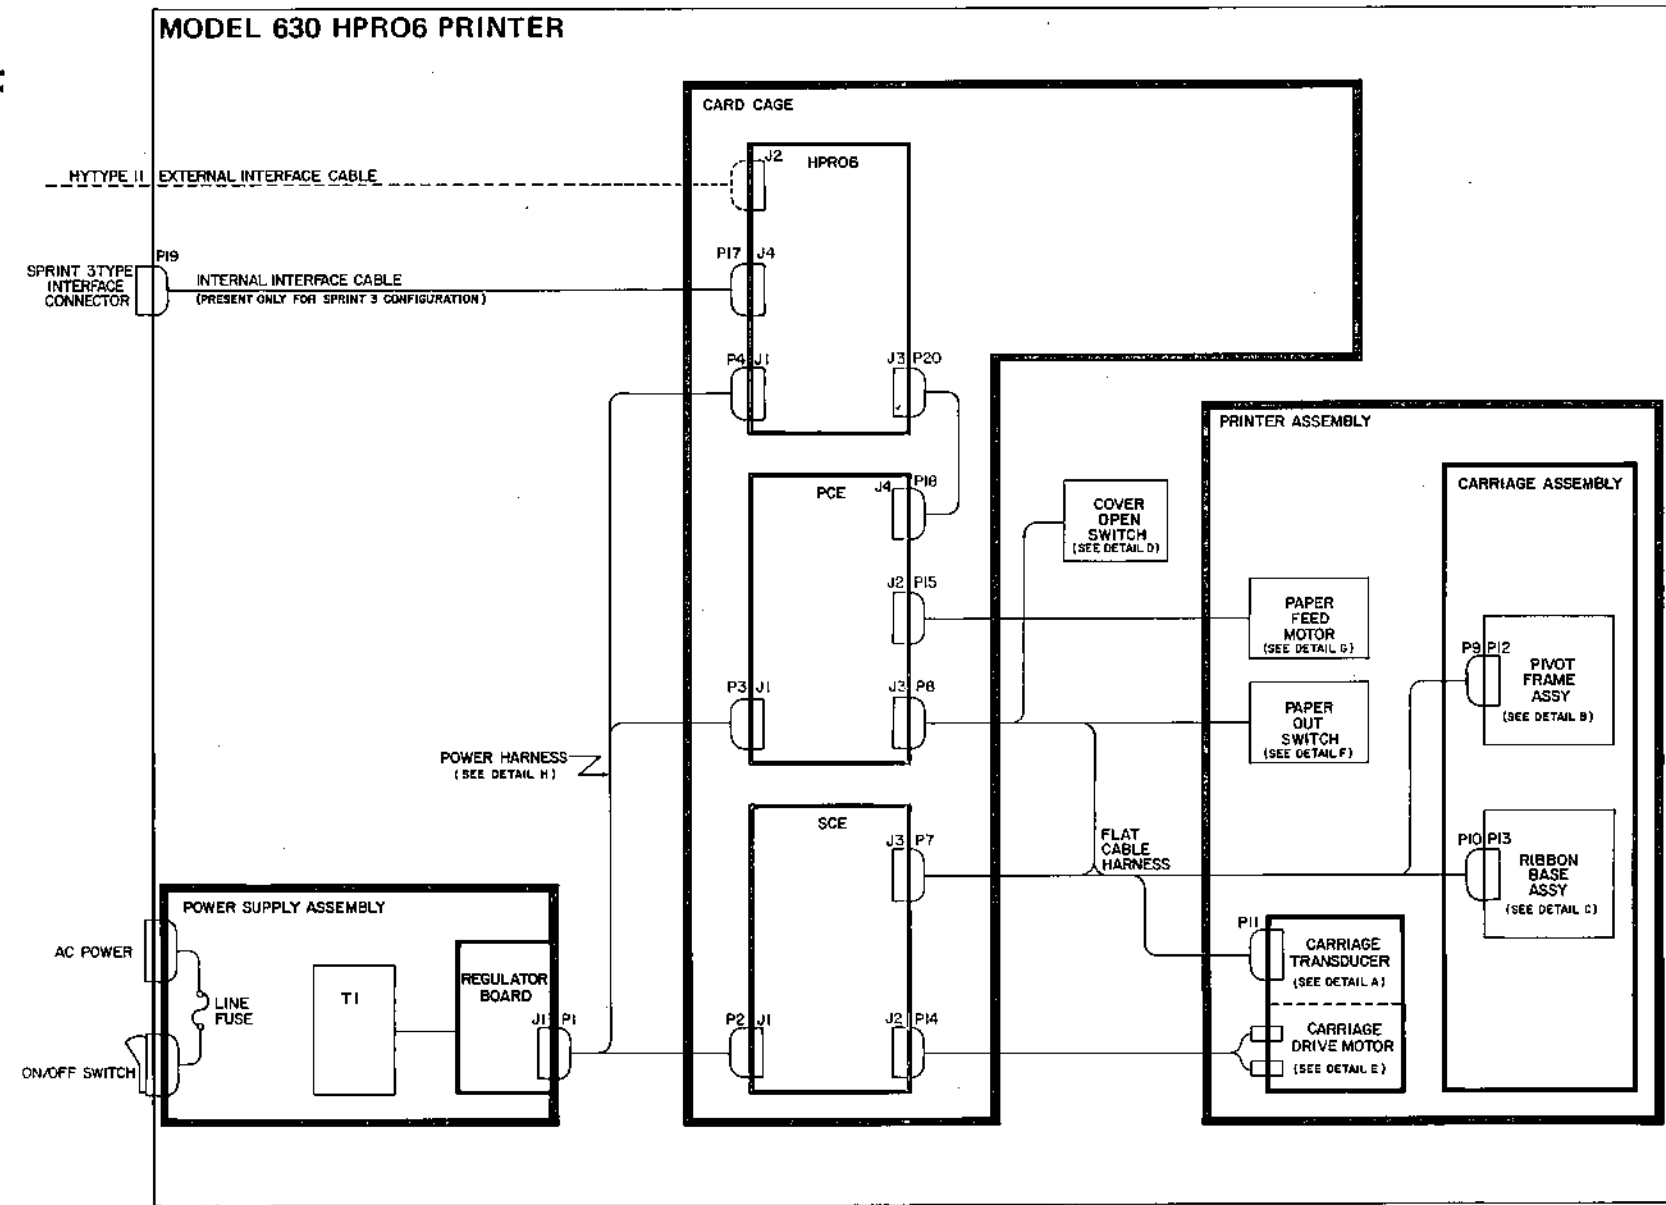 MODEL 630 HPRO6 PRINTER
CARD CAGE
J2
HPRO6
HYTYPE II EXTERNAL INTERFACE CABLE
P19
P17 J4
SPRINT 3 TYPE
INTERFACE
CONNECTOR
INTERNAL INTERFACE CABLE
(PRESENT ONLY FOR SPRINT 3 CONFIGURATION)
P4 J1
J3 P20
PRINTER ASSEMBLY
CARRIAGE ASSEMBLY
PCE
J4 P18
COVER
OPEN
SWITCH
(SEE DETAIL D)
J2 P15
PAPER
FEED
MOTOR
(SEE DETAIL G)
P9 P12
PIVOT
FRAME
ASSY
(SEE DETAIL B)
P3 J1
J3 P8
PAPER
OUT
SWITCH
(SEE DETAIL F)
POWER HARNESS
(SEE DETAIL H)
SCE
J3 P7
FLAT
CABLE
HARNESS
P10 P13
RIBBON
BASE
ASSY
(SEE DETAIL C)
POWER SUPPLY ASSEMBLY
AC POWER
P11
CARRIAGE
TRANSDUCER
(SEE DETAIL A)
LINE
FUSE
T1
REGULATOR
BOARD
J1 P1
P2 J1
J2 P14
CARRIAGE
DRIVE MOTOR
(SEE DETAIL E)
ON/OFF SWITCH